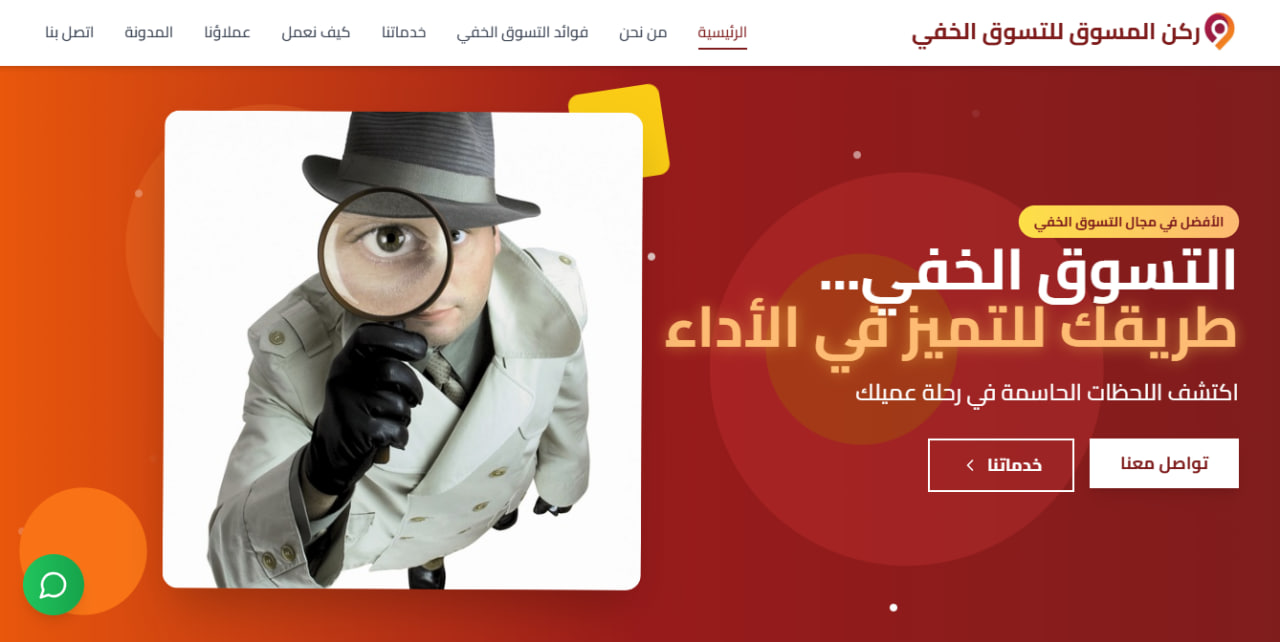 ركن المسوق للتسوق الخفي
الرئيسية
من نحن
فوائد التسوق الخفي
خدماتنا
كيف نعمل
عملاؤنا
المدونة
اتصل بنا
الأفضل في مجال التسوق الخفي
التسوق الخفي...
طريقك للتميز في الأداء
اكتشف اللحظات الحاسمة في رحلة عميلك
تواصل معنا
خدماتنا